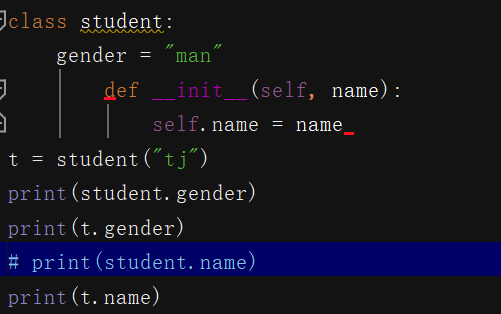 class student:
    gender = "man"
        def __init__(self, name):
            self.name = name
t = student("tj")
print(student.gender)
print(t.gender)
# print(student.name)
print(t.name)